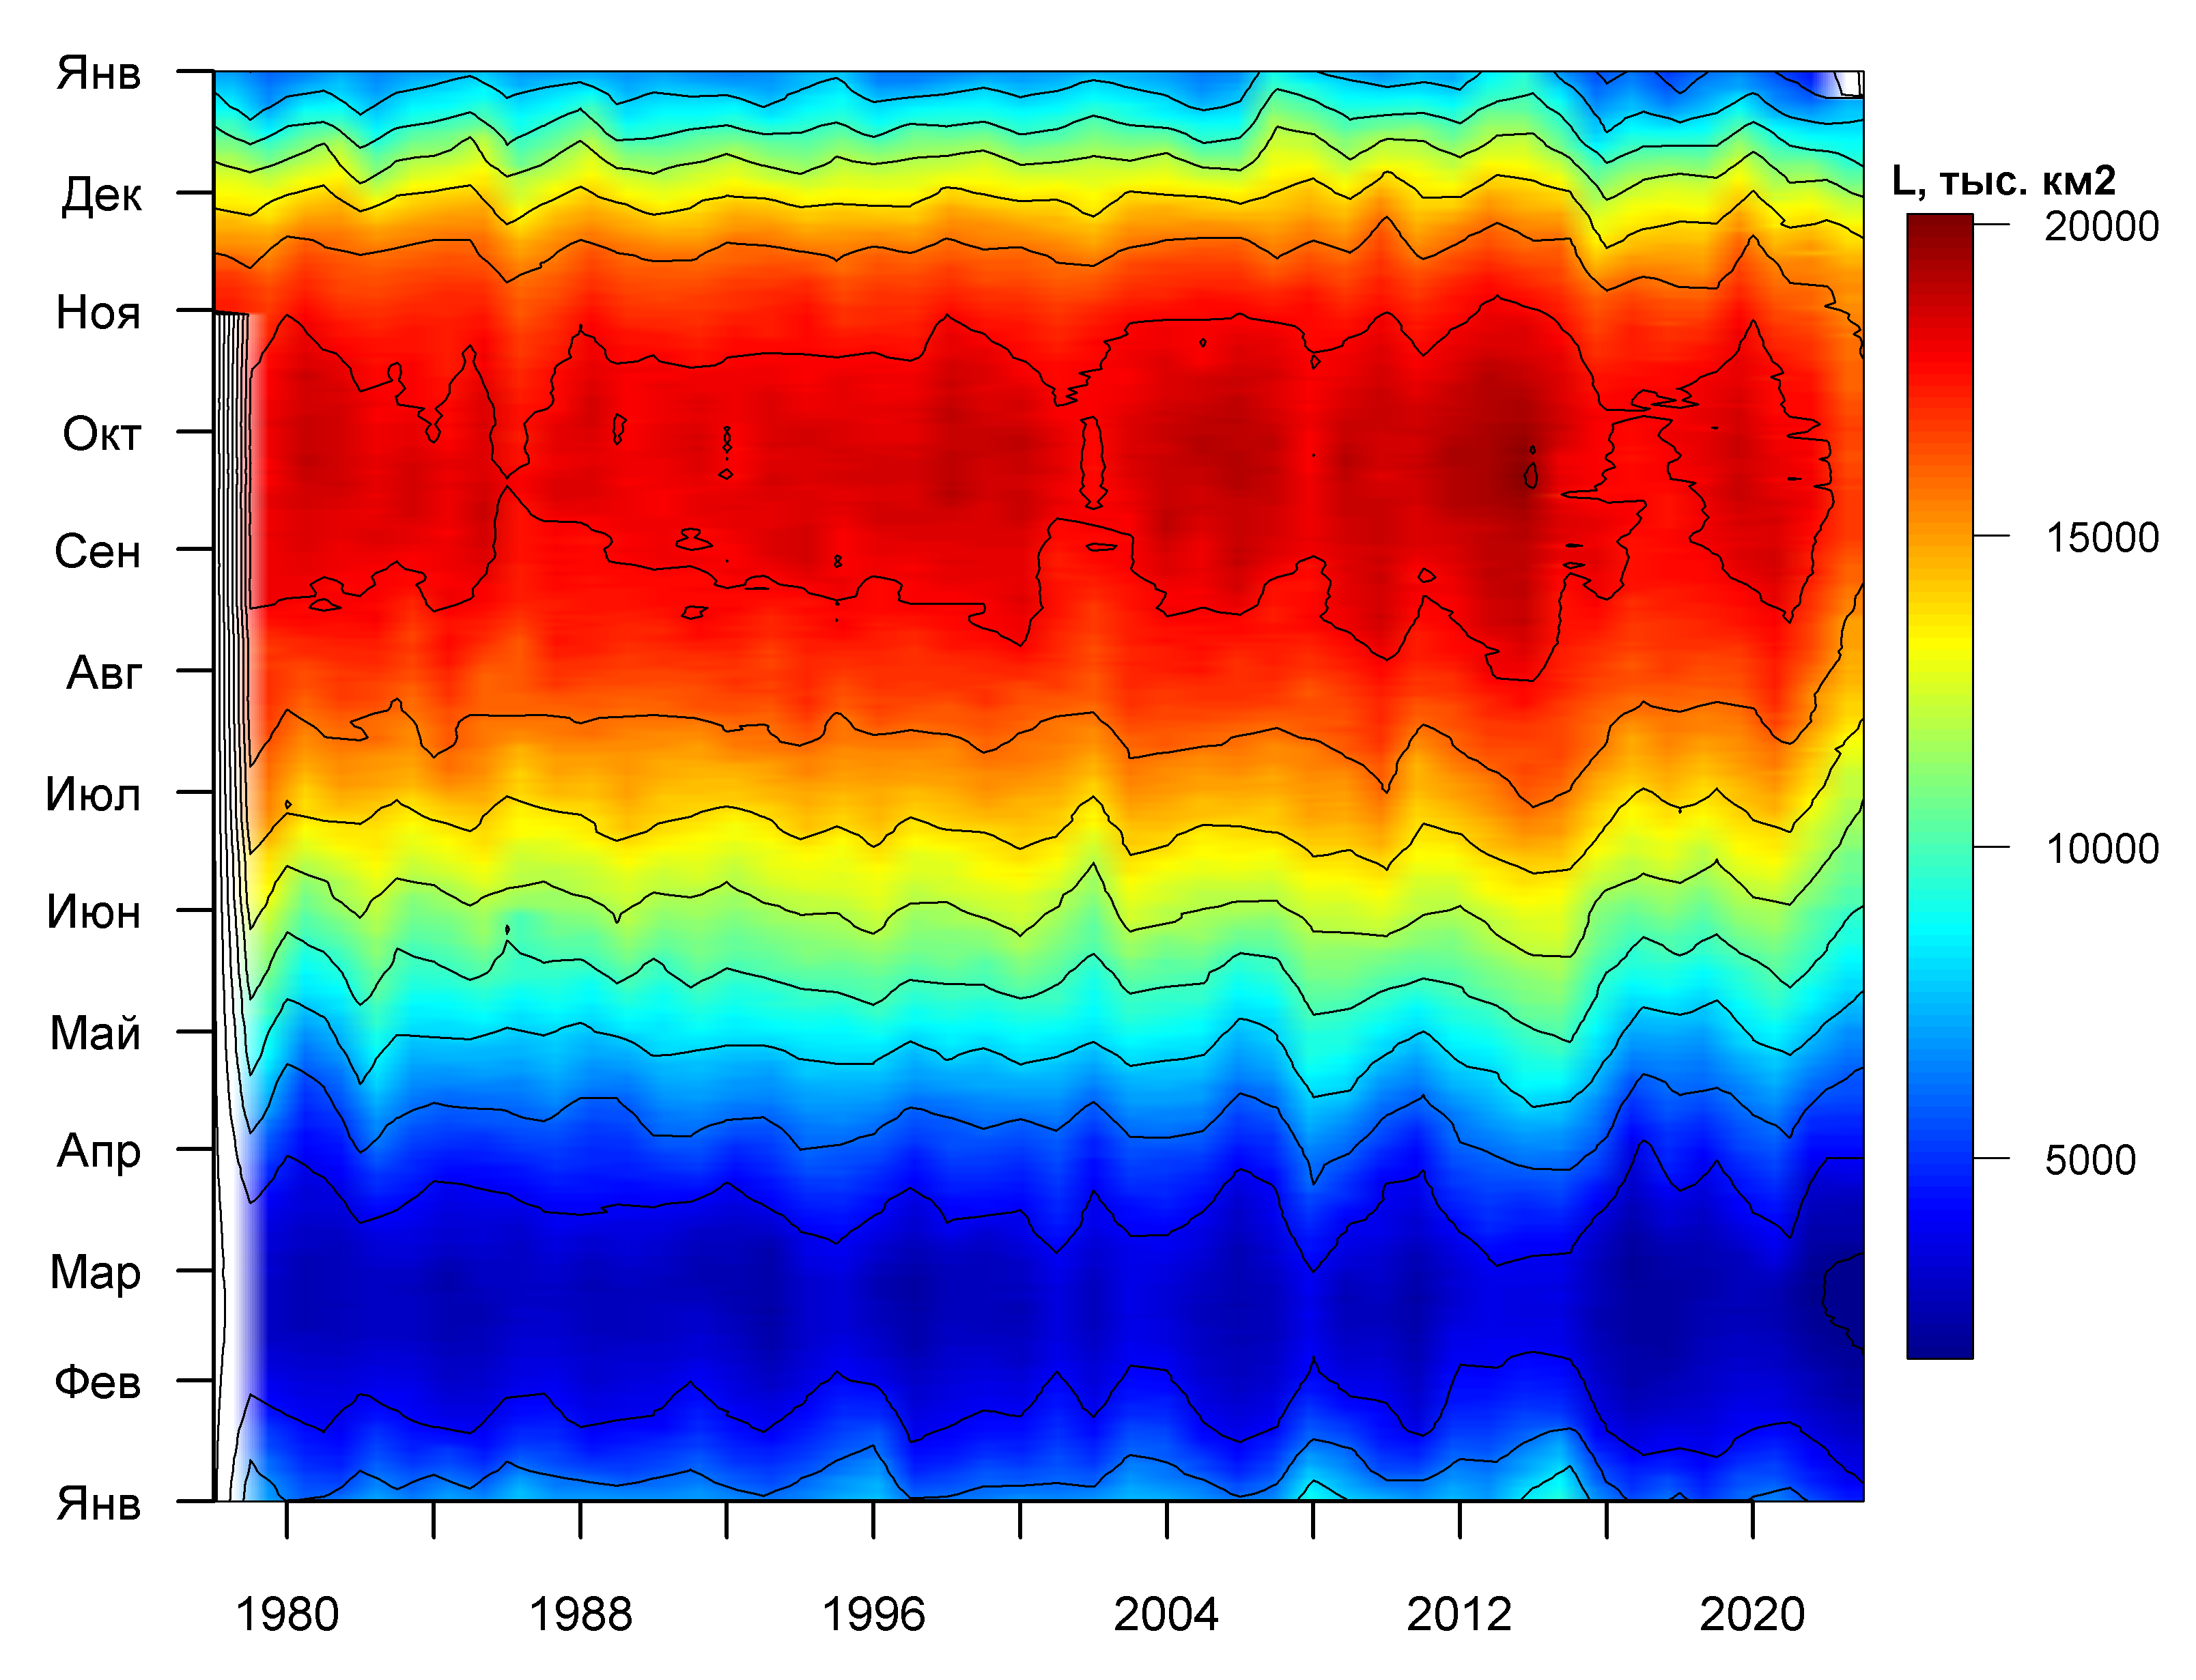 Янв
Дек
Ноя
Окт
Сен
Авг
Июл
Июн
Май
Апр
Мар
Фев
Янв
1980 1988 1996 2004 2012 2020
L, тыс. км2
20000
15000
10000
5000